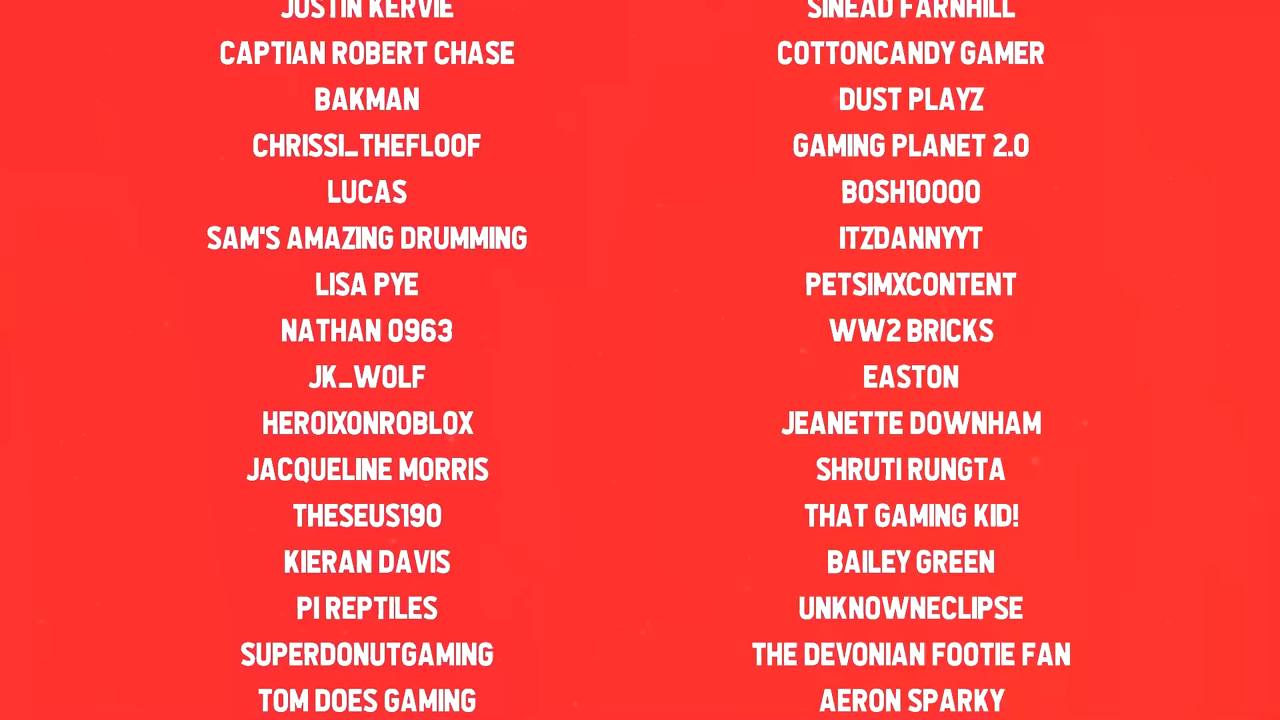 JUSTIN KERVIE
CAPTIAN ROBERT CHASE
BAKMAN
CHRISSI_THEFLOOF
LUCAS
SAM'S AMAZING DRUMMING
LISA PYE
NATHAN 0963
JK_WOLF
HEROIXONROBLOX
JACQUELINE MORRIS
THESEUS190
KIERAN DAVIS
PI REPTILES
SUPERDONUTGAMING
TOM DOES GAMING
SINEAD FARNHILL
COTTONCANDY GAMER
DUST PLAYZ
GAMING PLANET 2.0
BOSH10000
ITZDANNYYT
PETSIMXCONTENT
WW2 BRICKS
EASTON
JEANETTE DOWNHAM
SHRUTI RUNGTA
THAT GAMING KID!
BAILEY GREEN
UNKNOWNECLIPSE
THE DEVONIAN FOOTIE FAN
AERON SPARKY